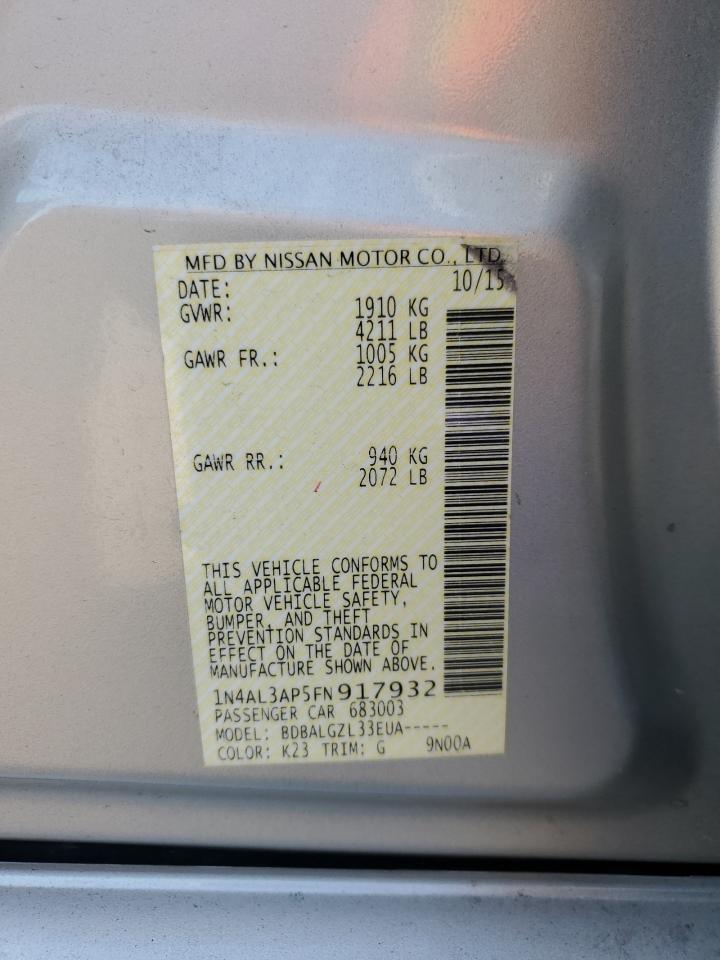 MFD BY NISSAN MOTOR CO., LTD.
DATE: 10/15
GVWR: 1910 KG
4211 LB
GAWR FR.: 1005 KG
2216 LB
GAWR RR.: 940 KG
2072 LB
THIS VEHICLE CONFORMS TO
ALL APPLICABLE FEDERAL
MOTOR VEHICLE SAFETY,
BUMPER, AND THEFT
PREVENTION STANDARDS IN
EFFECT ON THE DATE OF
MANUFACTURE SHOWN ABOVE.
1N4AL3AP5FN917932
PASSENGER CAR 683003
MODEL: BDBALGZL33EUA-----
COLOR: K23 TRIM: G 9N00A